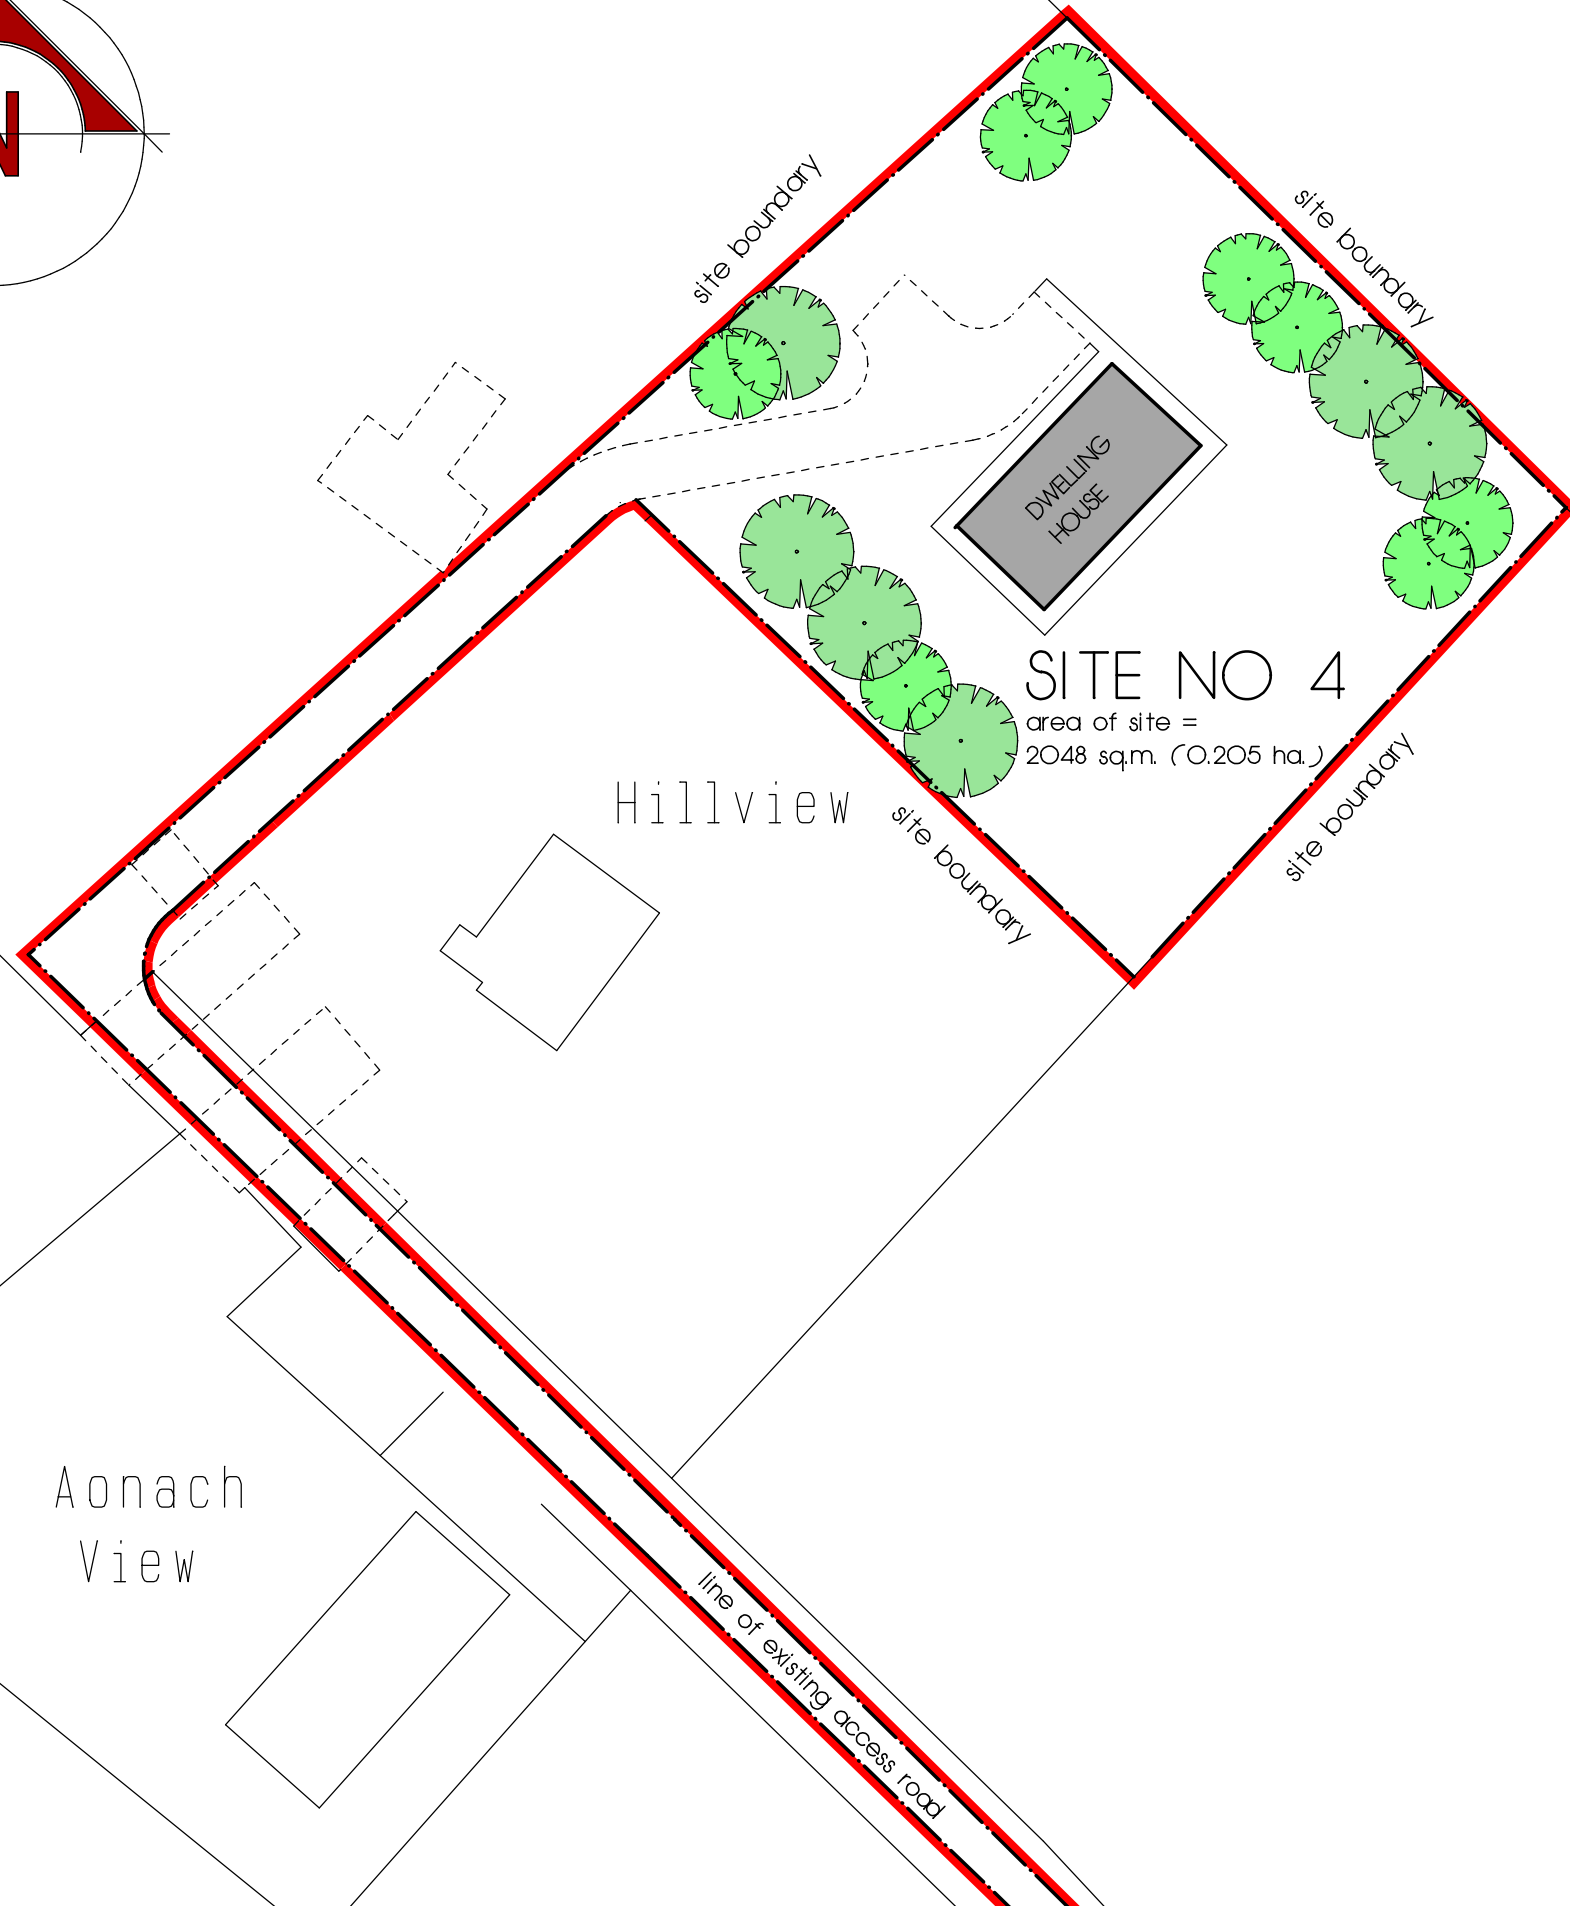 N
site boundary
site boundary
DWELLING
HOUSE
SITE NO 4
area of site =
2048 sq.m. (0.205 ha.)
site boundary
site boundary
Hillview
Aonach
View
line of existing access road